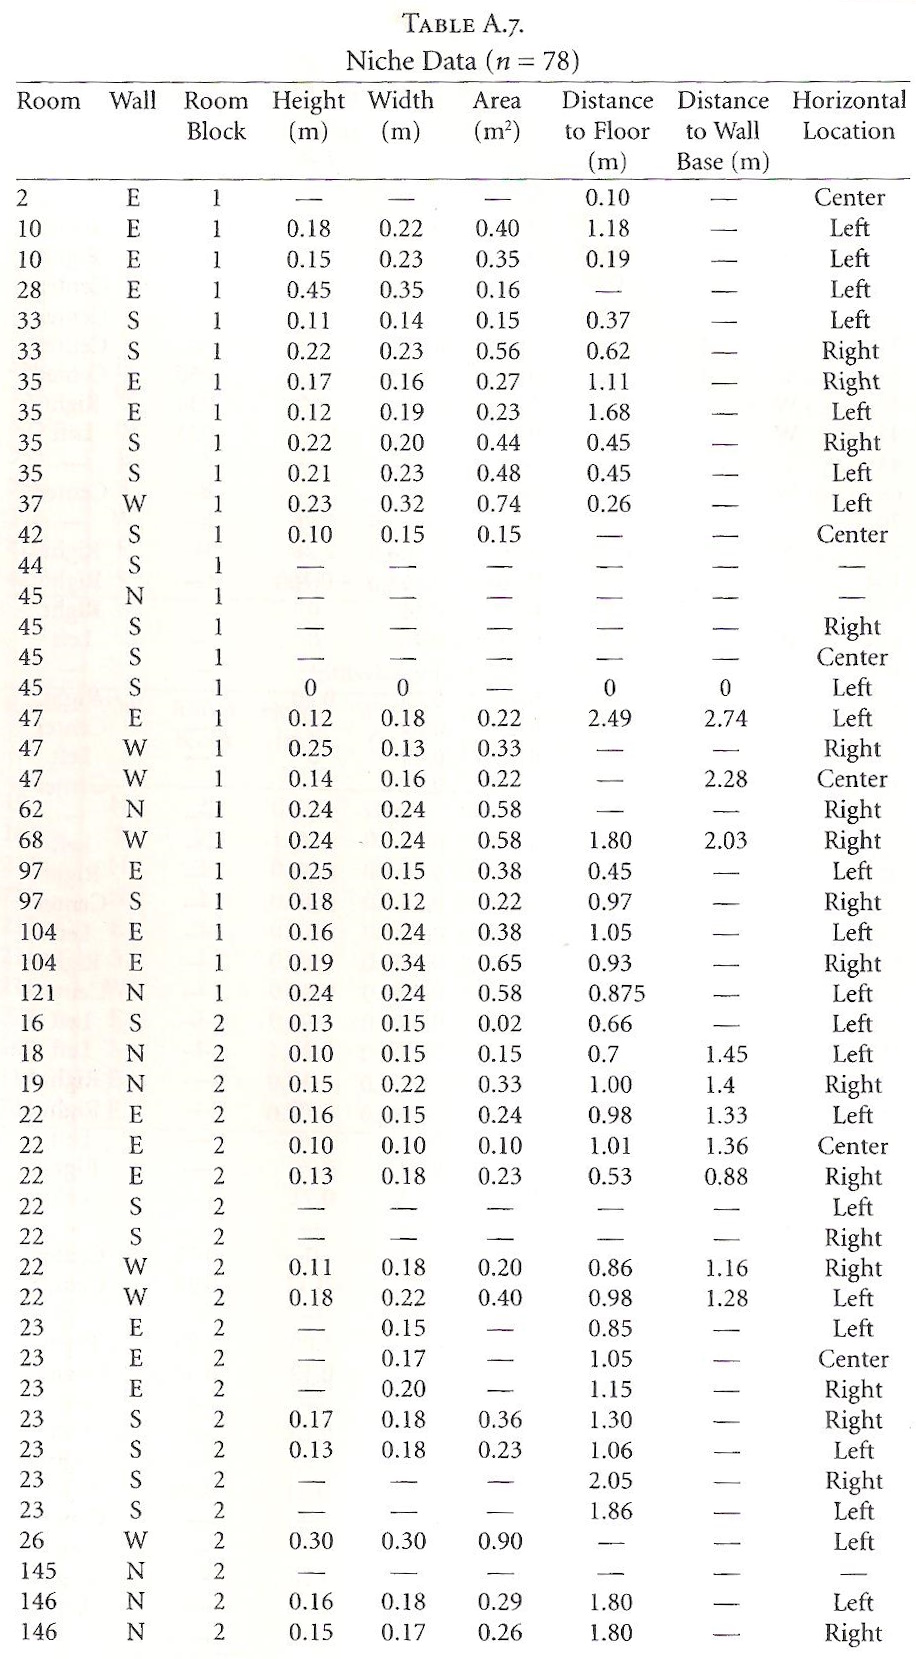 TABLE A.7.
Niche Data (n = 78)
Room Wall Room Height Width Area Distance Distance Horizontal
Block (m) (m) (m²) to Floor to Wall Location
(m) Base (m)
2 E 1 — — — 0.10 — Center
10 E 1 0.18 0.22 0.40 1.18 — Left
10 E 1 0.15 0.23 0.35 0.19 — Left
28 E 1 0.45 0.35 0.16 — — Left
33 S 1 0.11 0.14 0.15 0.37 — Left
33 S 1 0.22 0.23 0.56 0.62 — Right
35 E 1 0.17 0.16 0.27 1.11 — Right
35 E 1 0.12 0.19 0.23 1.68 — Left
35 S 1 0.22 0.20 0.44 0.45 — Right
35 S 1 0.21 0.23 0.48 0.45 — Left
37 W 1 0.23 0.32 0.74 0.26 — Left
42 S 1 0.10 0.15 0.15 — — Center
44 S 1 — — — — — —
45 N 1 — — — — — —
45 S 1 — — — — — Right
45 S 1 — — — — — Center
45 S 1 0 0 — 0 0 Left
47 E 1 0.12 0.18 0.22 2.49 2.74 Left
47 W 1 0.25 0.13 0.33 — — Right
47 W 1 0.14 0.16 0.22 — 2.28 Center
62 N 1 0.24 0.24 0.58 — — Right
68 W 1 0.24 0.24 0.58 1.80 2.03 Right
97 E 1 0.25 0.15 0.38 0.45 — Left
97 S 1 0.18 0.12 0.22 0.97 — Right
104 E 1 0.16 0.24 0.38 1.05 — Left
104 E 1 0.19 0.34 0.65 0.93 — Right
121 N 1 0.24 0.24 0.58 0.875 — Left
16 S 2 0.13 0.15 0.02 0.66 — Left
18 N 2 0.10 0.15 0.15 0.7 1.45 Left
19 N 2 0.15 0.22 0.33 1.00 1.4 Right
22 E 2 0.16 0.15 0.24 0.98 1.33 Left
22 E 2 0.10 0.10 0.10 1.01 1.36 Center
22 E 2 0.13 0.18 0.23 0.53 0.88 Right
22 S 2 — — — — — Left
22 S 2 — — — — — Right
22 W 2 0.11 0.18 0.20 0.86 1.16 Right
22 W 2 0.18 0.22 0.40 0.98 1.28 Left
23 E 2 — 0.15 — 0.85 — Left
23 E 2 — 0.17 — 1.05 — Center
23 E 2 — 0.20 — 1.15 — Right
23 S 2 0.17 0.18 0.36 1.30 — Right
23 S 2 0.13 0.18 0.23 1.06 — Left
23 S 2 — — — 2.05 — Right
23 S 2 — — — 1.86 — Left
26 W 2 0.30 0.30 0.90 — — Left
145 N 2 — — — — — —
146 N 2 0.16 0.18 0.29 1.80 — Left
146 N 2 0.15 0.17 0.26 1.80 — Right